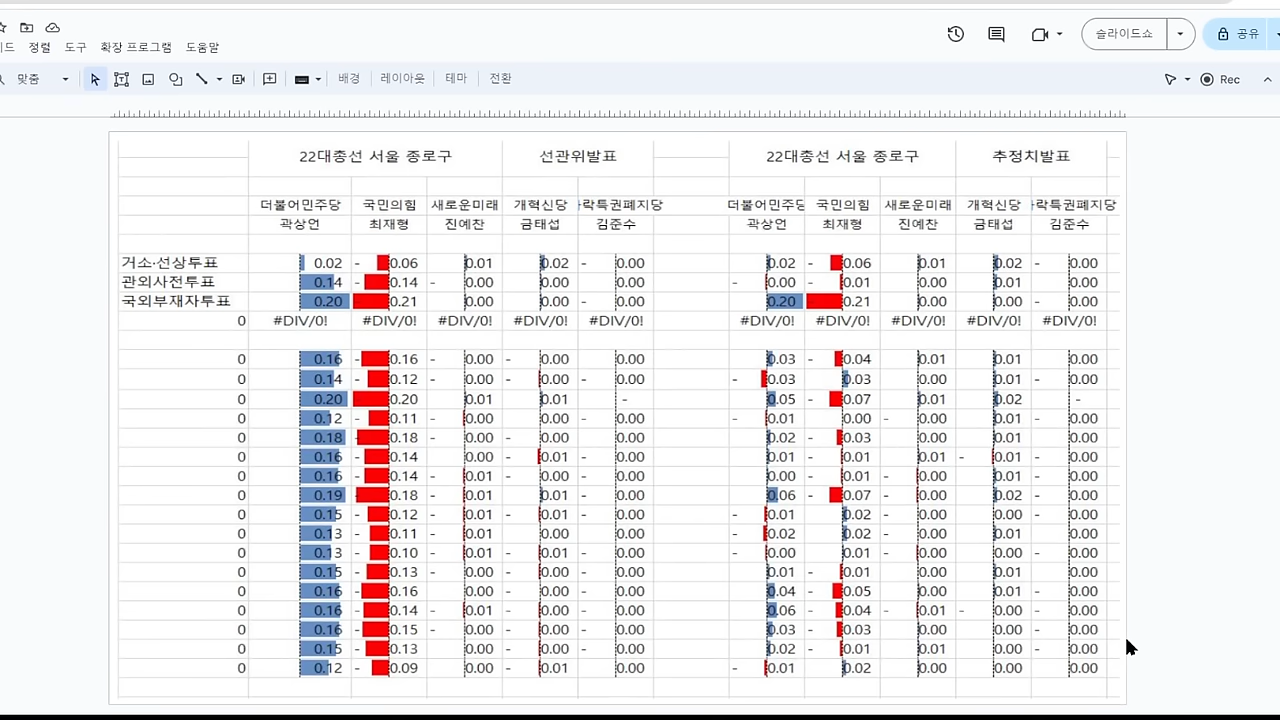 정렬 도구 확장 프로그램 도움말
슬라이드쇼 공유
맞춤 배경 레이아웃 테마 전환 Rec
22대총선 서울 종로구 선관위발표 22대총선 서울 종로구 추정치발표
더불어민주당 국민의힘 새로운미래 개혁신당 락특권폐지당 더불어민주당 국민의힘 새로운미래 개혁신당 락특권폐지당
곽상언 최재형 진예찬 금태섭 김준수 곽상언 최재형 진예찬 금태섭 김준수
거소·선상투표 0.02 - 0.06 0.01 0.02 - 0.00 0.02 - 0.06 0.01 0.02 - 0.00
관외사전투표 0.14 - 0.14 - 0.00 0.00 - 0.00 - 0.00 - 0.01 0.00 0.01 - 0.00
국외부재자투표 0.20 - 0.21 0.00 0.00 - 0.00 0.20 - 0.21 0.00 0.00 - 0.00
0 #DIV/0! #DIV/0! #DIV/0! #DIV/0! #DIV/0! #DIV/0! #DIV/0! #DIV/0! #DIV/0! #DIV/0!
0 0.16 - 0.16 - 0.00 - 0.00 0.00 0.03 - 0.04 0.01 0.01 0.00
0 0.14 - 0.12 - 0.00 - 0.00 - 0.00 - 0.03 0.03 0.00 0.01 - 0.00
0 0.20 - 0.20 0.01 0.01 - 0.05 - 0.07 0.01 0.02 -
0 0.12 - 0.11 - 0.00 - 0.00 - 0.00 - 0.01 0.00 - 0.00 0.01 - 0.00
0 0.18 - 0.18 - 0.00 - 0.00 - 0.00 0.02 - 0.03 0.00 0.01 - 0.00
0 0.16 - 0.14 - 0.00 - 0.01 - 0.00 0.01 - 0.01 0.01 - 0.01 - 0.00
0 0.16 - 0.14 - 0.01 - 0.00 - 0.00 0.00 - 0.01 - 0.00 0.01 - 0.00
0 0.19 - 0.18 - 0.01 0.01 - 0.00 0.06 - 0.07 - 0.00 0.02 - 0.00
0 0.15 - 0.12 - 0.01 - 0.01 - 0.00 - 0.01 0.02 - 0.00 0.00 - 0.00
0 0.13 - 0.11 - 0.01 - 0.00 - 0.00 - 0.02 0.02 0.00 0.01 - 0.00
0 0.13 - 0.10 - 0.01 - 0.01 - 0.00 - 0.00 0.01 - 0.00 0.00 - 0.00
0 0.15 - 0.13 - 0.00 - 0.00 - 0.00 0.01 - 0.01 0.00 0.01 - 0.00
0 0.16 - 0.16 - 0.00 - 0.00 - 0.00 0.04 - 0.05 0.00 0.01 - 0.00
0 0.16 - 0.14 - 0.01 - 0.00 - 0.00 0.06 - 0.04 - 0.01 - 0.00 - 0.00
0 0.16 - 0.15 - 0.00 - 0.00 - 0.00 0.03 - 0.03 0.00 0.00 - 0.00
0 0.15 - 0.13 0.00 - 0.00 - 0.00 0.02 - 0.01 0.01 0.00 - 0.00
0 0.12 - 0.09 0.00 - 0.01 - 0.00 - 0.01 0.02 0.00 0.00 - 0.00